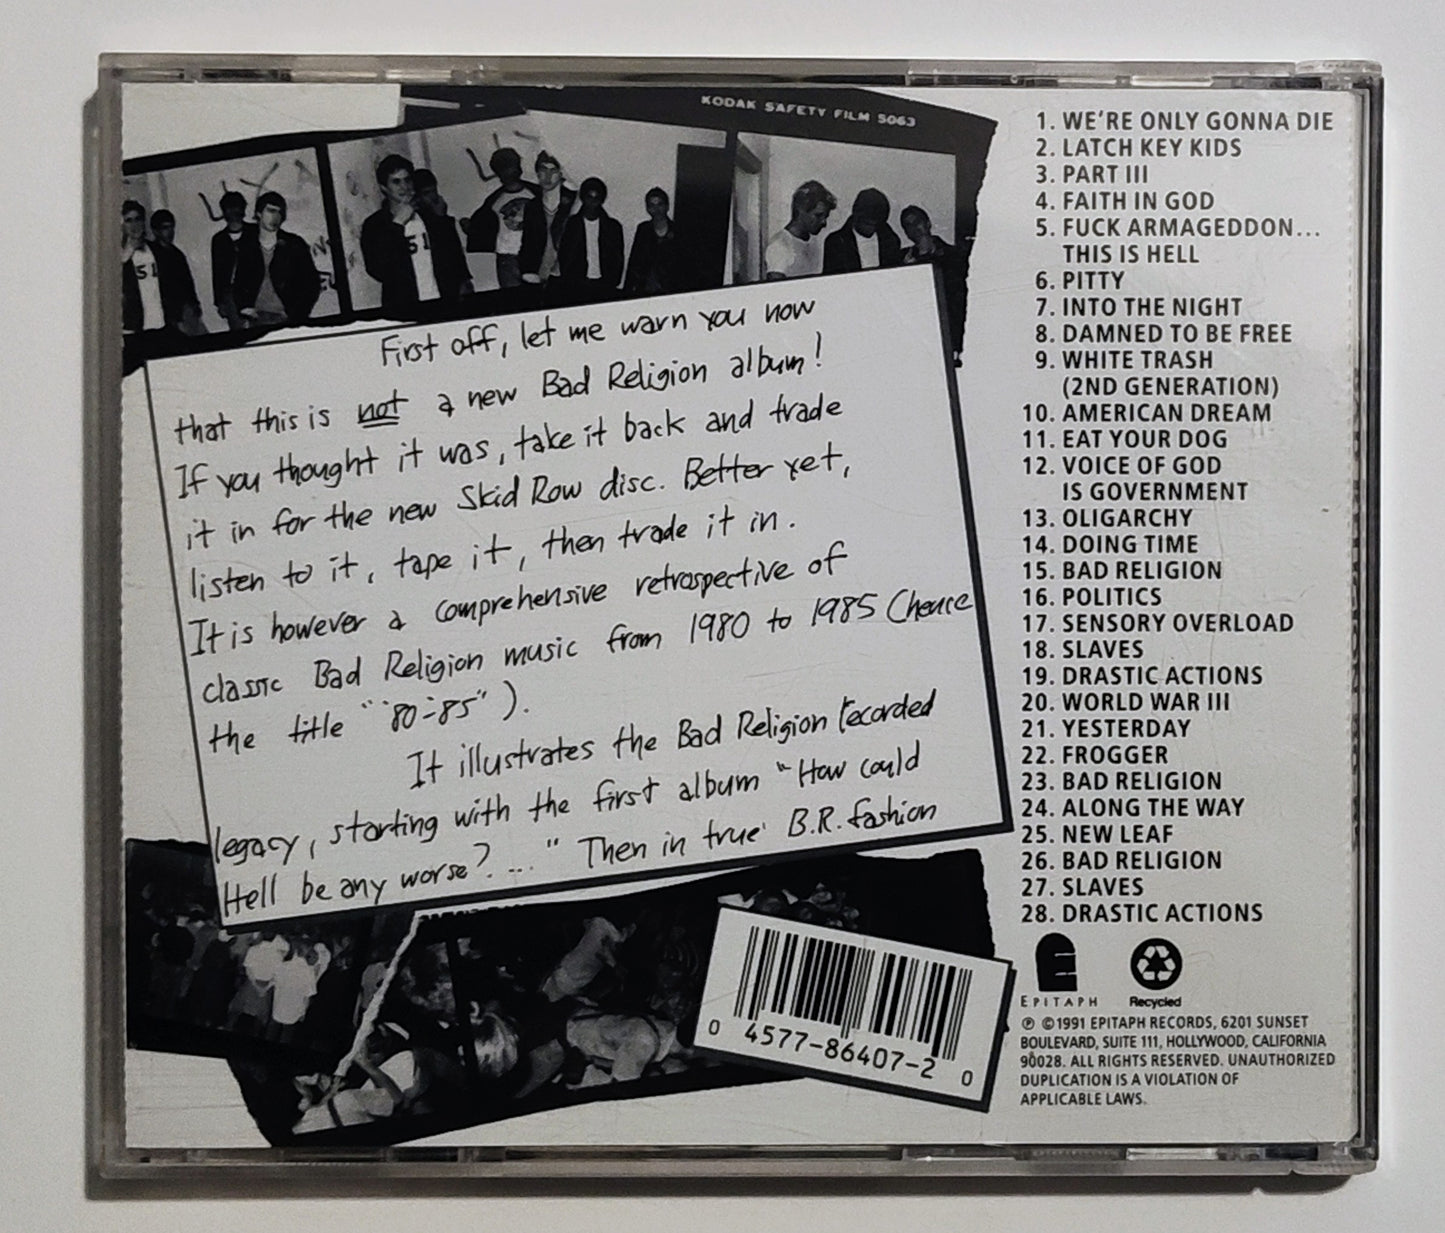 KODAK SAFETY FILM 5063
First off, let me warn you now
that this is not a new Bad Religion album!
If you thought it was, take it back and trade
it in for the new Skid Row disc. Better yet,
listen to it, tape it, then trade it in.
It is however a comprehensive retrospective of
classic Bad Religion music from 1980 to 1985 (hence
the title "'80-'85").
It illustrates the Bad Religion recorded
legacy, starting with the first album "How could
Hell be any worse?...." Then in true B.R. fashion
1. WE'RE ONLY GONNA DIE
2. LATCH KEY KIDS
3. PART III
4. FAITH IN GOD
5. FUCK ARMAGEDDON...
THIS IS HELL
6. PITTY
7. INTO THE NIGHT
8. DAMNED TO BE FREE
9. WHITE TRASH
(2ND GENERATION)
10. AMERICAN DREAM
11. EAT YOUR DOG
12. VOICE OF GOD
IS GOVERNMENT
13. OLIGARCHY
14. DOING TIME
15. BAD RELIGION
16. POLITICS
17. SENSORY OVERLOAD
18. SLAVES
19. DRASTIC ACTIONS
20. WORLD WAR III
21. YESTERDAY
22. FROGGER
23. BAD RELIGION
24. ALONG THE WAY
25. NEW LEAF
26. BAD RELIGION
27. SLAVES
28. DRASTIC ACTIONS
EPITAPH
Recycled
℗ ©1991 EPITAPH RECORDS, 6201 SUNSET
BOULEVARD, SUITE 111, HOLLYWOOD, CALIFORNIA
90028. ALL RIGHTS RESERVED. UNAUTHORIZED
DUPLICATION IS A VIOLATION OF
APPLICABLE LAWS.
0 4577-86407-2 0